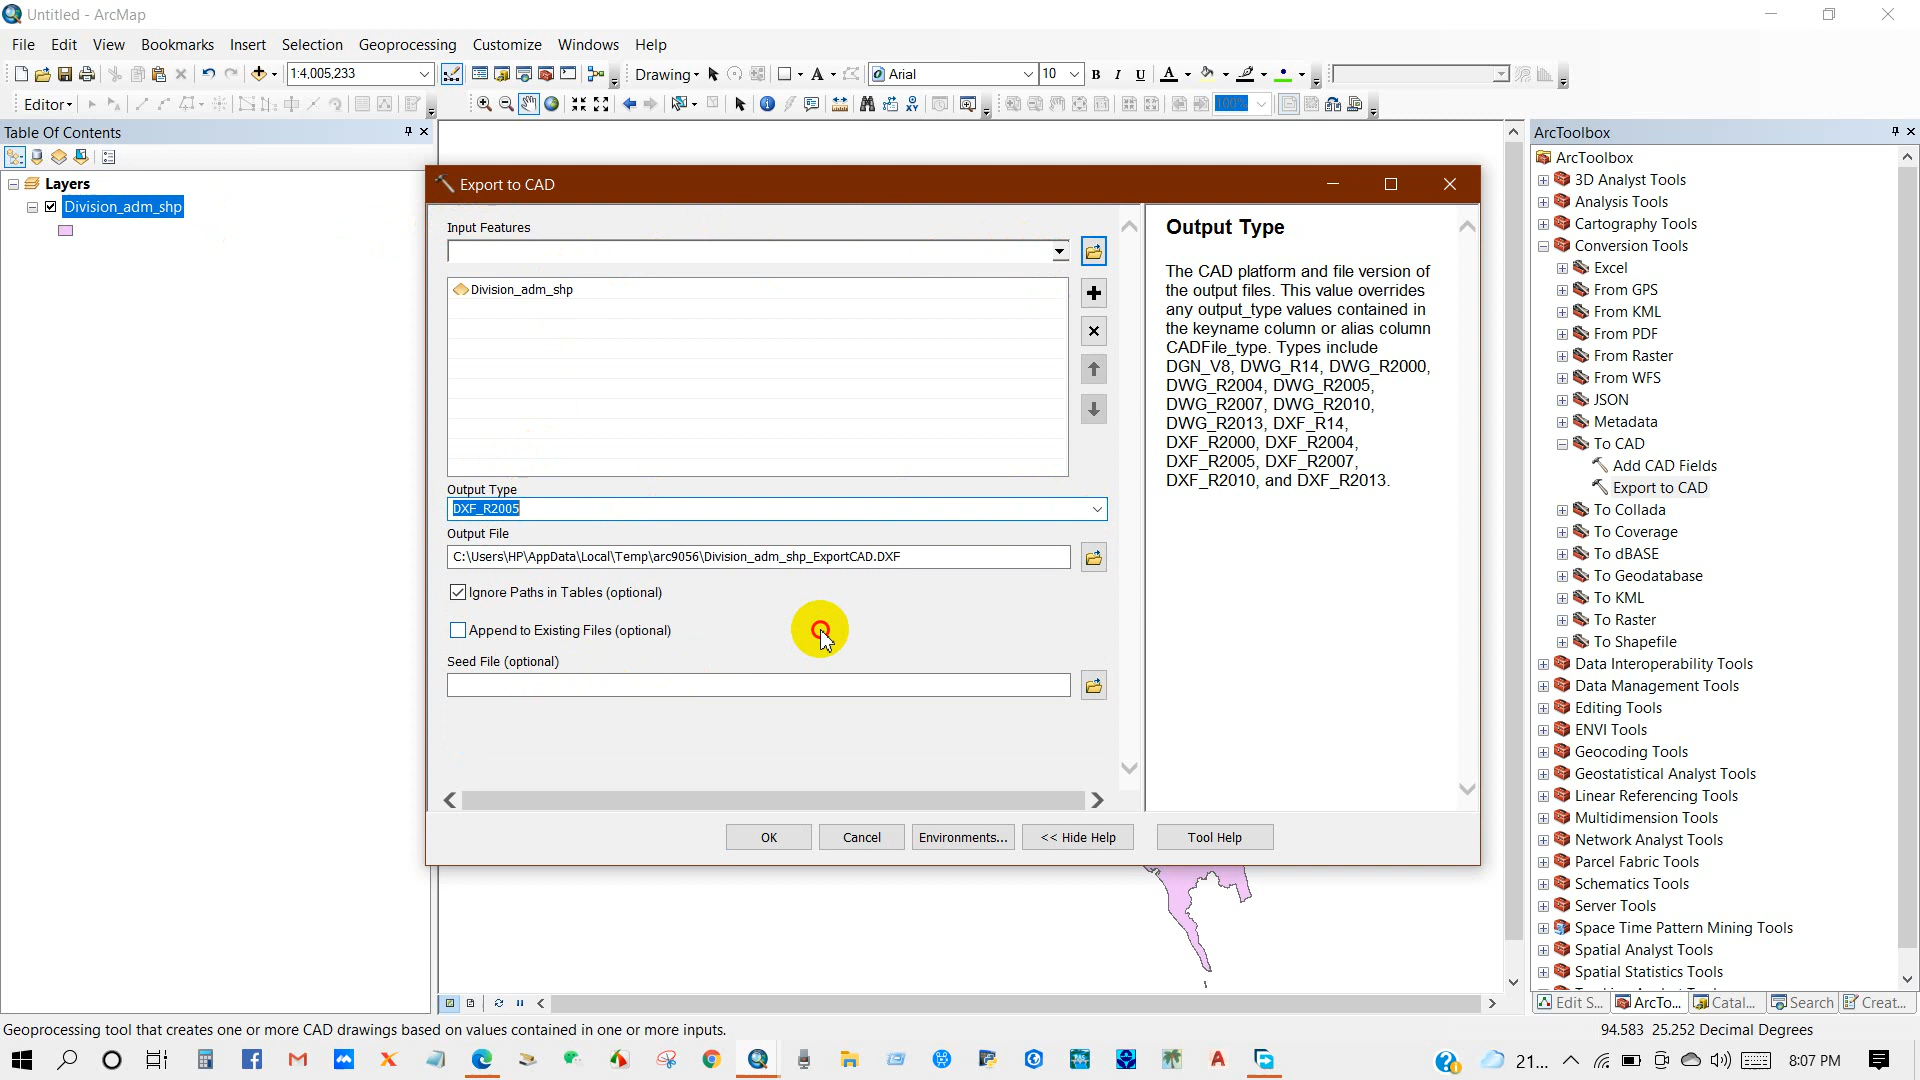 Untitled - ArcMap
File Edit View Bookmarks Insert Selection Geoprocessing Customize Windows Help
1:4,005,233 Drawing Arial 10 B I U A
Editor 100%
Table Of Contents
Layers
Division_adm_shp
Export to CAD
Input Features
Division_adm_shp
Output Type
DXF_R2005
Output File
C:\Users\HP\AppData\Local\Temp\arc9056\Division_adm_shp_ExportCAD.DXF
Ignore Paths in Tables (optional)
Append to Existing Files (optional)
Seed File (optional)
OK Cancel Environments... << Hide Help Tool Help
Output Type
The CAD platform and file version of
the output files. This value overrides
any output_type values contained in
the keyname column or alias column
CADFile_type. Types include
DGN_V8, DWG_R14, DWG_R2000,
DWG_R2004, DWG_R2005,
DWG_R2007, DWG_R2010,
DWG_R2013, DXF_R14,
DXF_R2000, DXF_R2004,
DXF_R2005, DXF_R2007,
DXF_R2010, and DXF_R2013.
ArcToolbox
ArcToolbox
3D Analyst Tools
Analysis Tools
Cartography Tools
Conversion Tools
Excel
From GPS
From KML
From PDF
From Raster
From WFS
JSON
Metadata
To CAD
Add CAD Fields
Export to CAD
To Collada
To Coverage
To dBASE
To Geodatabase
To KML
To Raster
To Shapefile
Data Interoperability Tools
Data Management Tools
Editing Tools
ENVI Tools
Geocoding Tools
Geostatistical Analyst Tools
Linear Referencing Tools
Multidimension Tools
Network Analyst Tools
Parcel Fabric Tools
Schematics Tools
Server Tools
Space Time Pattern Mining Tools
Spatial Analyst Tools
Spatial Statistics Tools
Edit S... ArcTo... Catal... Search Creat...
Geoprocessing tool that creates one or more CAD drawings based on values contained in one or more inputs.
94.583 25.252 Decimal Degrees
21... 8:07 PM